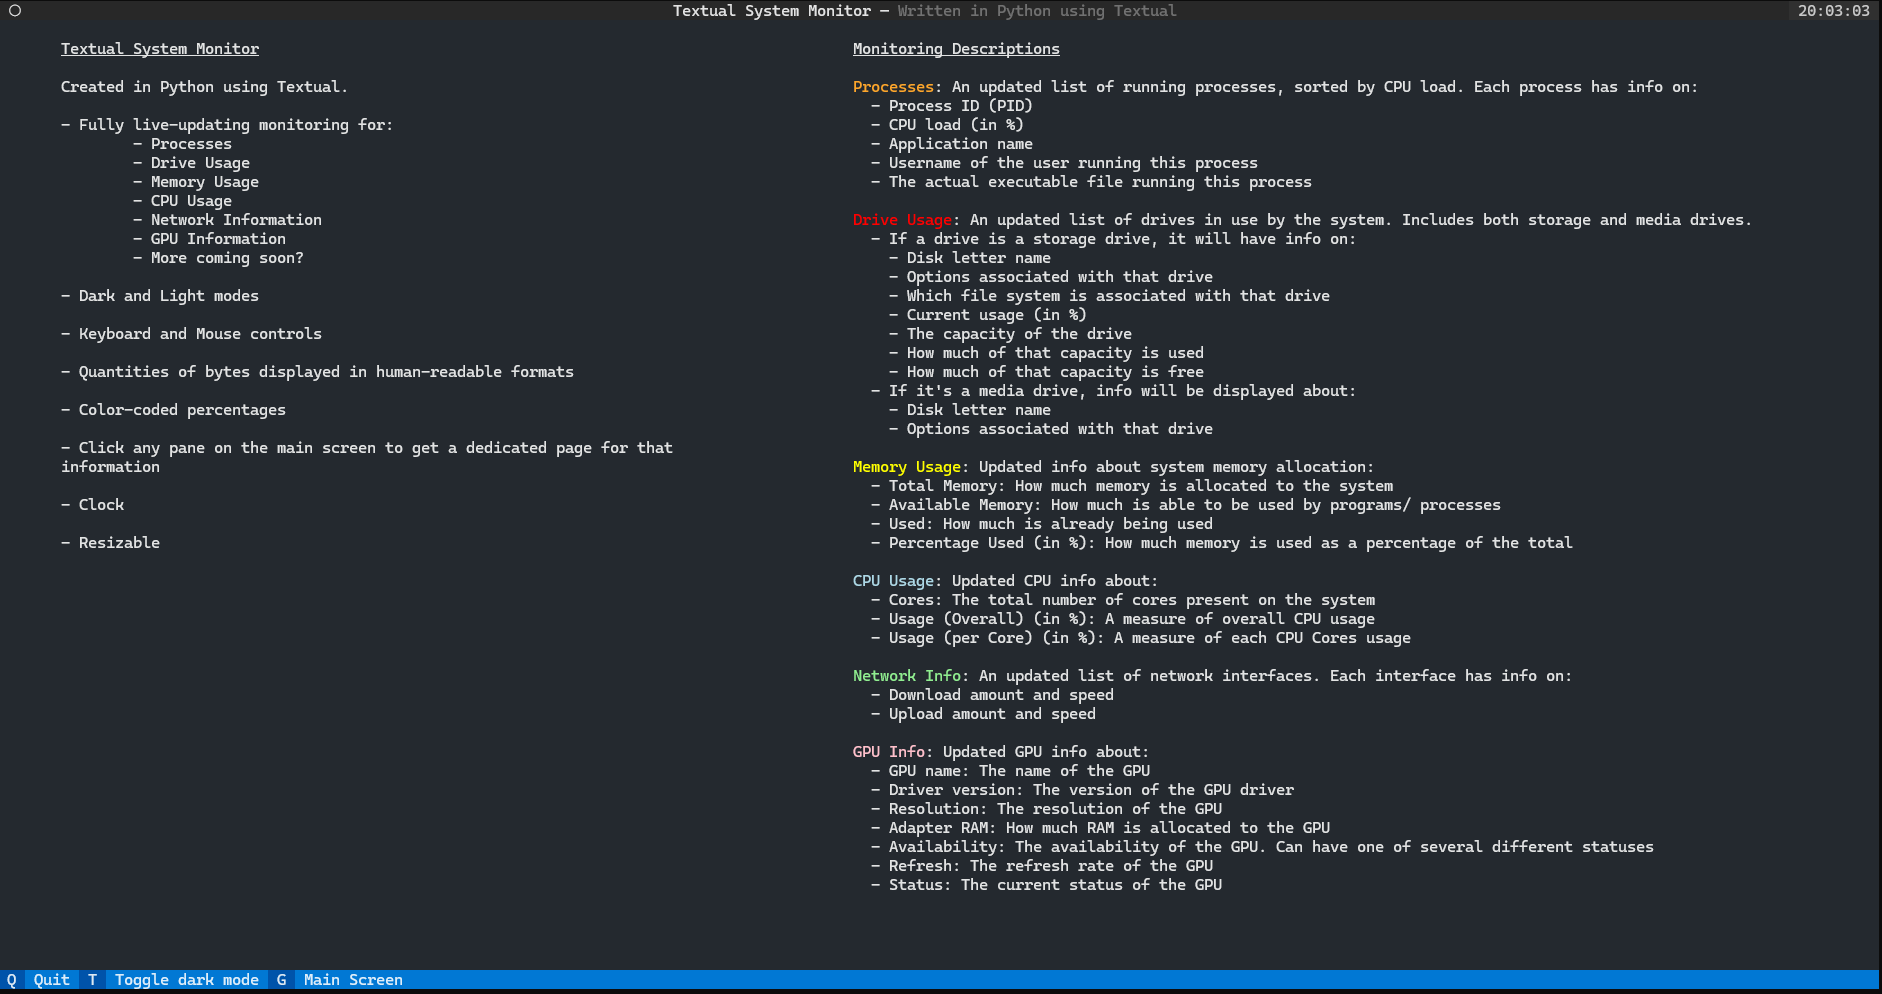 Textual System Monitor — Written in Python using Textual
20:03:03
Textual System Monitor
Created in Python using Textual.
- Fully live-updating monitoring for:
- Processes
- Drive Usage
- Memory Usage
- CPU Usage
- Network Information
- GPU Information
- More coming soon?
- Dark and Light modes
- Keyboard and Mouse controls
- Quantities of bytes displayed in human-readable formats
- Color-coded percentages
- Click any pane on the main screen to get a dedicated page for that
information
- Clock
- Resizable
Monitoring Descriptions
Processes: An updated list of running processes, sorted by CPU load. Each process has info on:
- Process ID (PID)
- CPU load (in %)
- Application name
- Username of the user running this process
- The actual executable file running this process
Drive Usage: An updated list of drives in use by the system. Includes both storage and media drives.
- If a drive is a storage drive, it will have info on:
- Disk letter name
- Options associated with that drive
- Which file system is associated with that drive
- Current usage (in %)
- The capacity of the drive
- How much of that capacity is used
- How much of that capacity is free
- If it's a media drive, info will be displayed about:
- Disk letter name
- Options associated with that drive
Memory Usage: Updated info about system memory allocation:
- Total Memory: How much memory is allocated to the system
- Available Memory: How much is able to be used by programs/ processes
- Used: How much is already being used
- Percentage Used (in %): How much memory is used as a percentage of the total
CPU Usage: Updated CPU info about:
- Cores: The total number of cores present on the system
- Usage (Overall) (in %): A measure of overall CPU usage
- Usage (per Core) (in %): A measure of each CPU Cores usage
Network Info: An updated list of network interfaces. Each interface has info on:
- Download amount and speed
- Upload amount and speed
GPU Info: Updated GPU info about:
- GPU name: The name of the GPU
- Driver version: The version of the GPU driver
- Resolution: The resolution of the GPU
- Adapter RAM: How much RAM is allocated to the GPU
- Availability: The availability of the GPU. Can have one of several different statuses
- Refresh: The refresh rate of the GPU
- Status: The current status of the GPU
Q Quit T Toggle dark mode G Main Screen